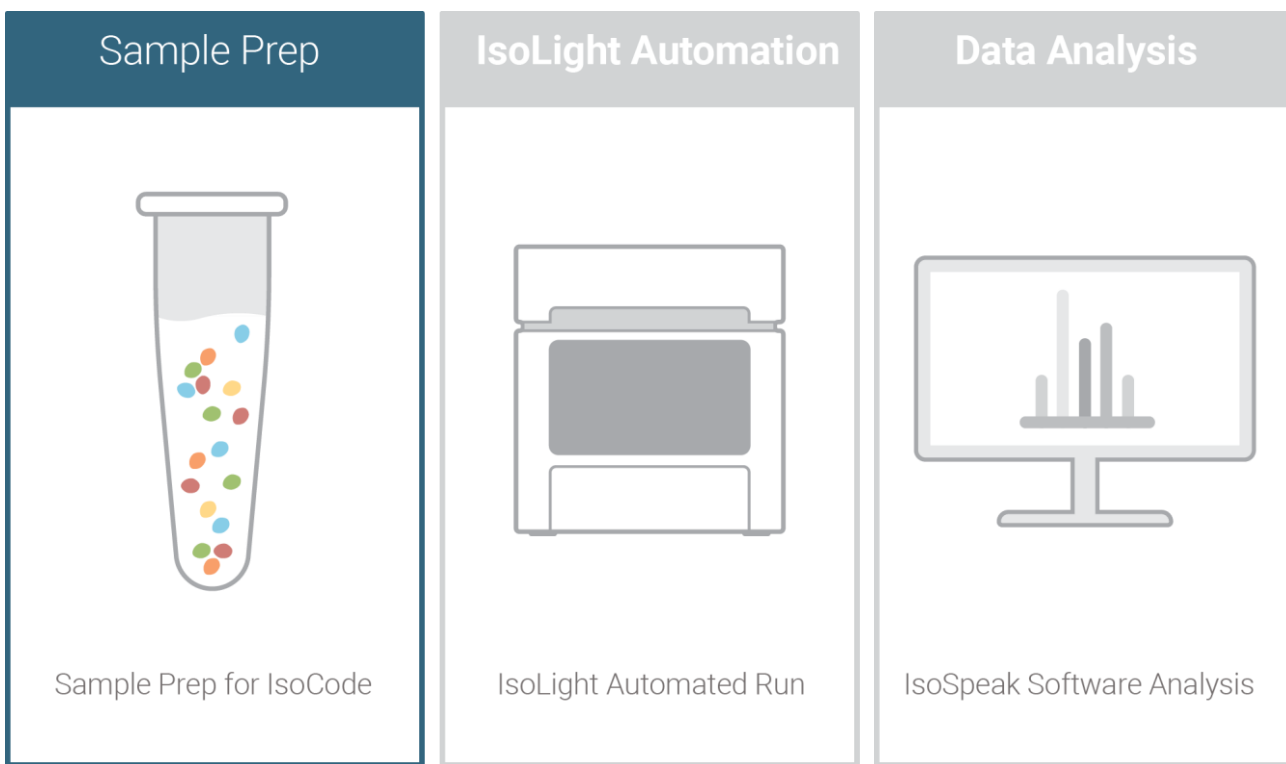 Sample Prep
IsoLight Automation
Data Analysis
Sample Prep for IsoCode
IsoLight Automated Run
IsoSpeak Software Analysis